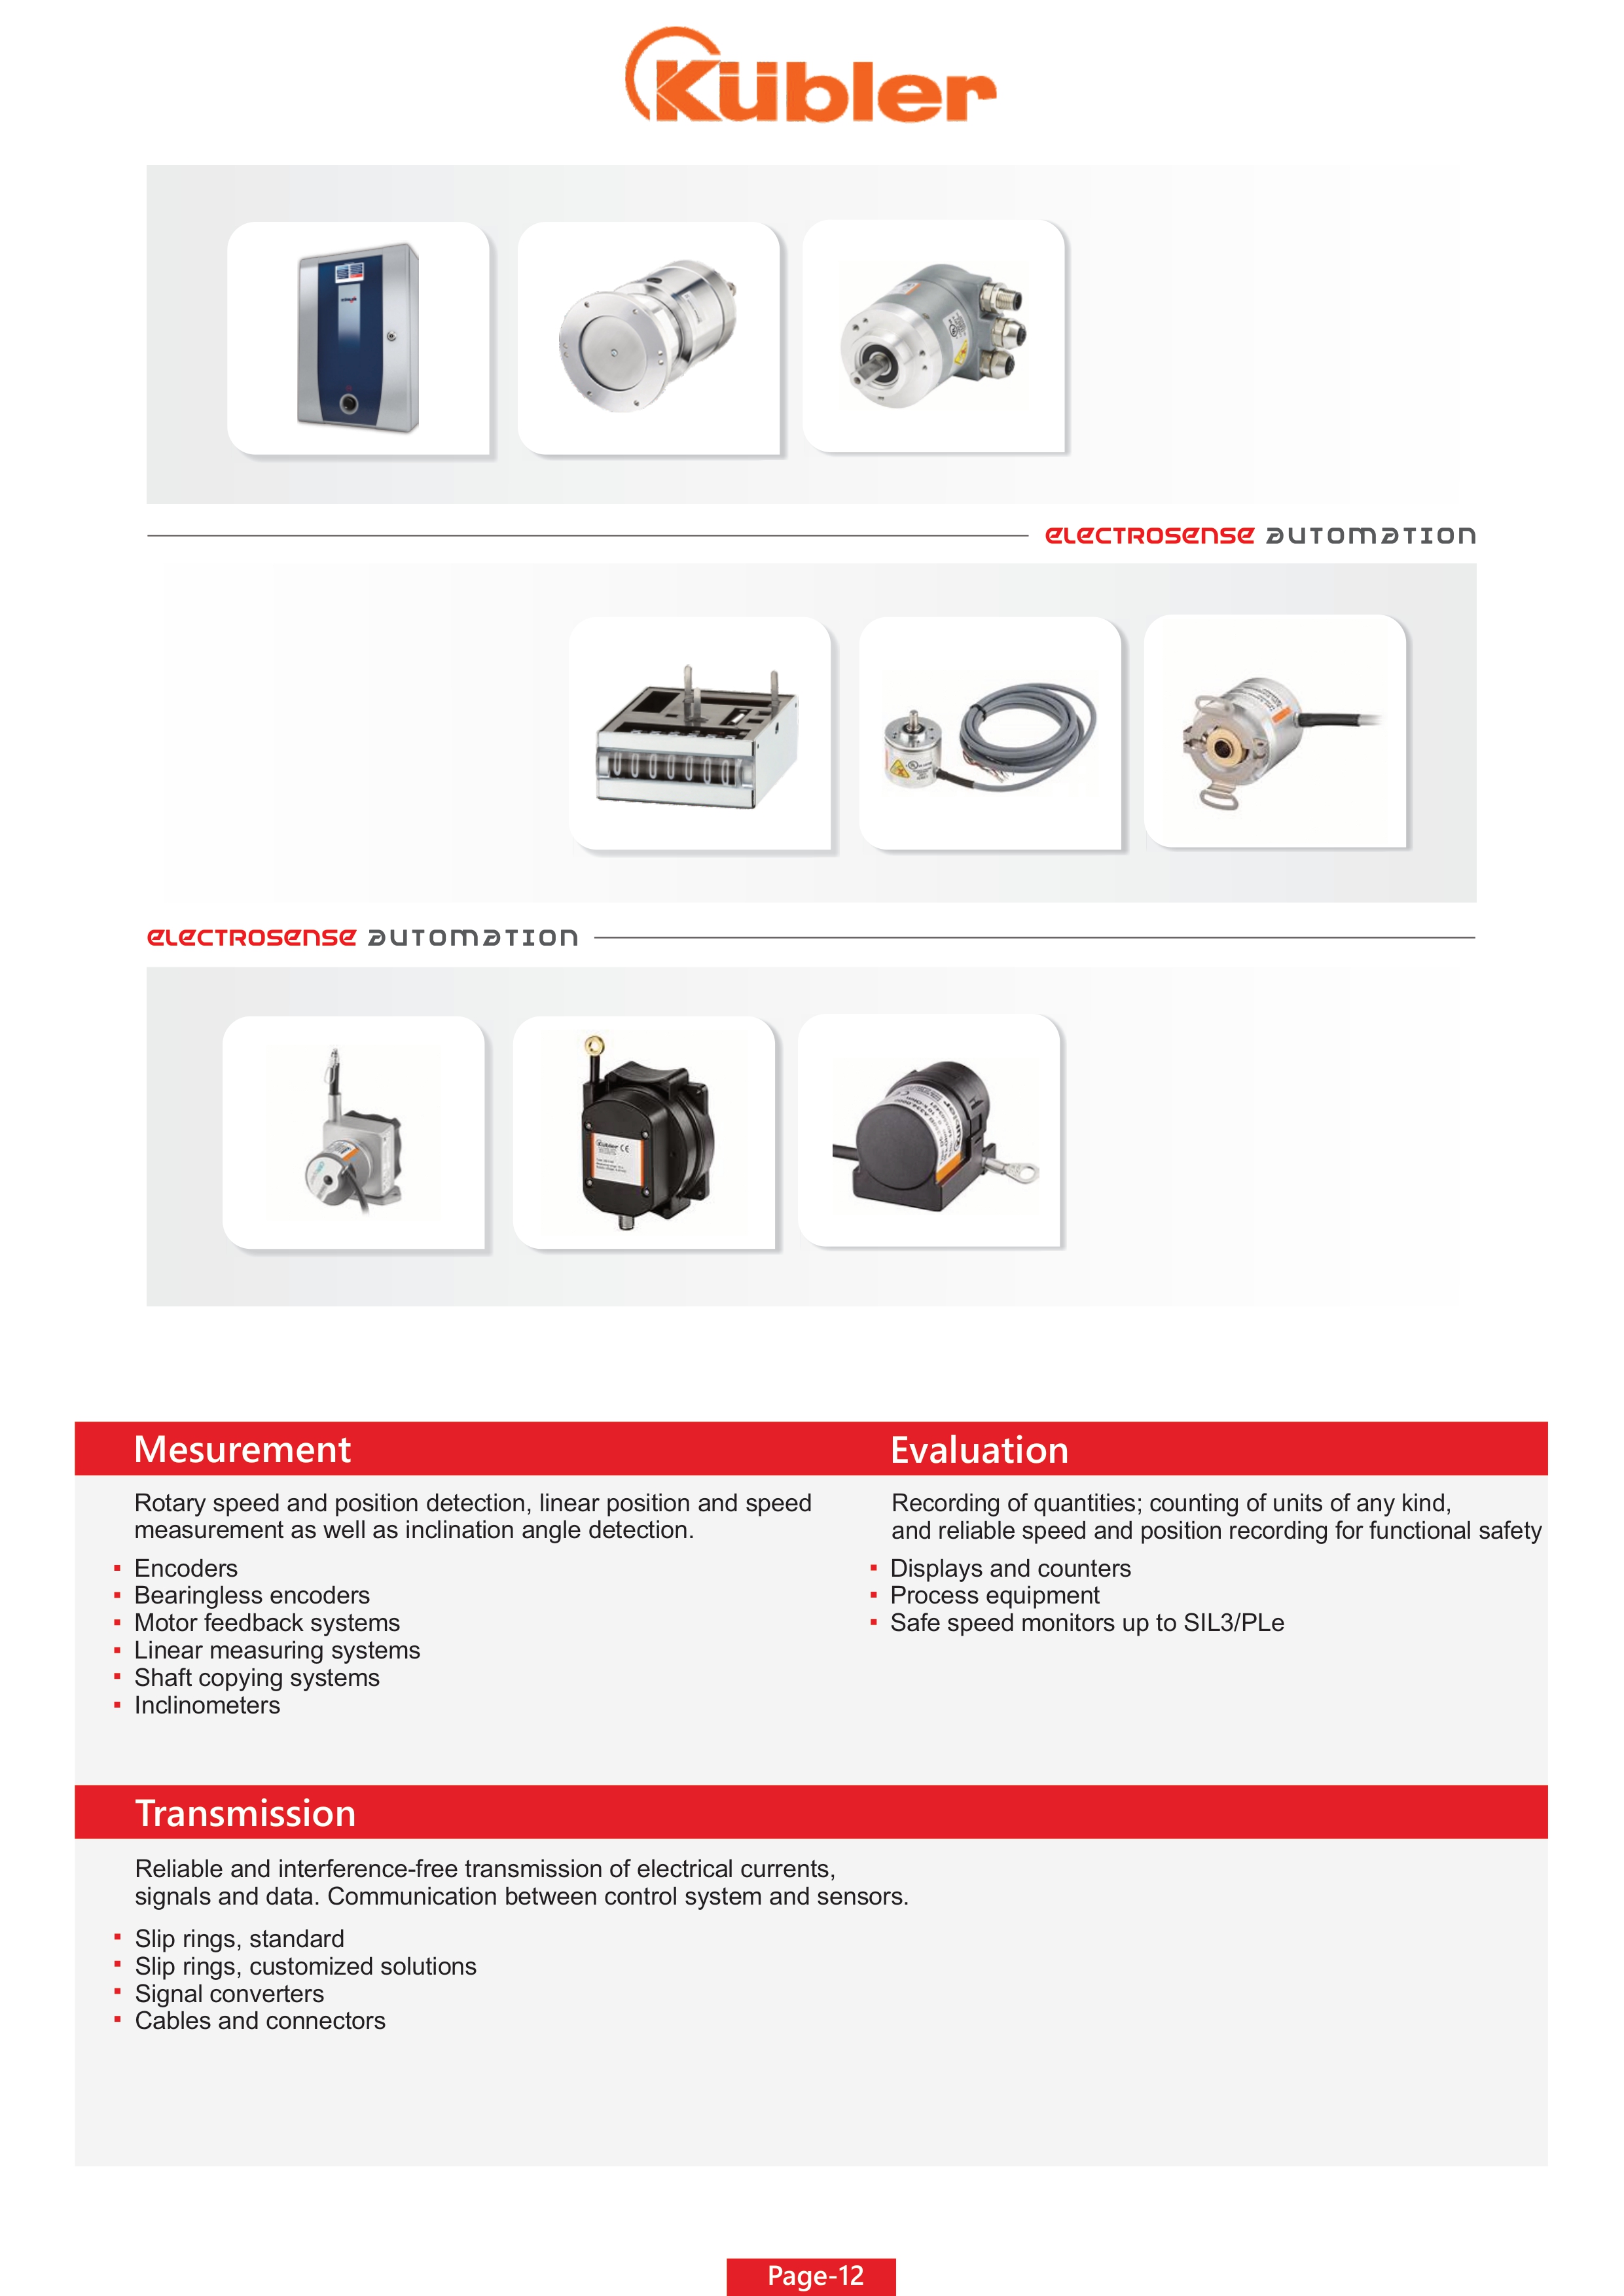 Kübler
ELECTROSENSE AUTOMATION
0000000
ELECTROSENSE AUTOMATION
Kübler CE
Mesurement
Rotary speed and position detection, linear position and speed
measurement as well as inclination angle detection.
▪ Encoders
▪ Bearingless encoders
▪ Motor feedback systems
▪ Linear measuring systems
▪ Shaft copying systems
▪ Inclinometers
Evaluation
Recording of quantities; counting of units of any kind,
and reliable speed and position recording for functional safety
▪ Displays and counters
▪ Process equipment
▪ Safe speed monitors up to SIL3/PLe
Transmission
Reliable and interference-free transmission of electrical currents,
signals and data. Communication between control system and sensors.
▪ Slip rings, standard
▪ Slip rings, customized solutions
▪ Signal converters
▪ Cables and connectors
Page-12